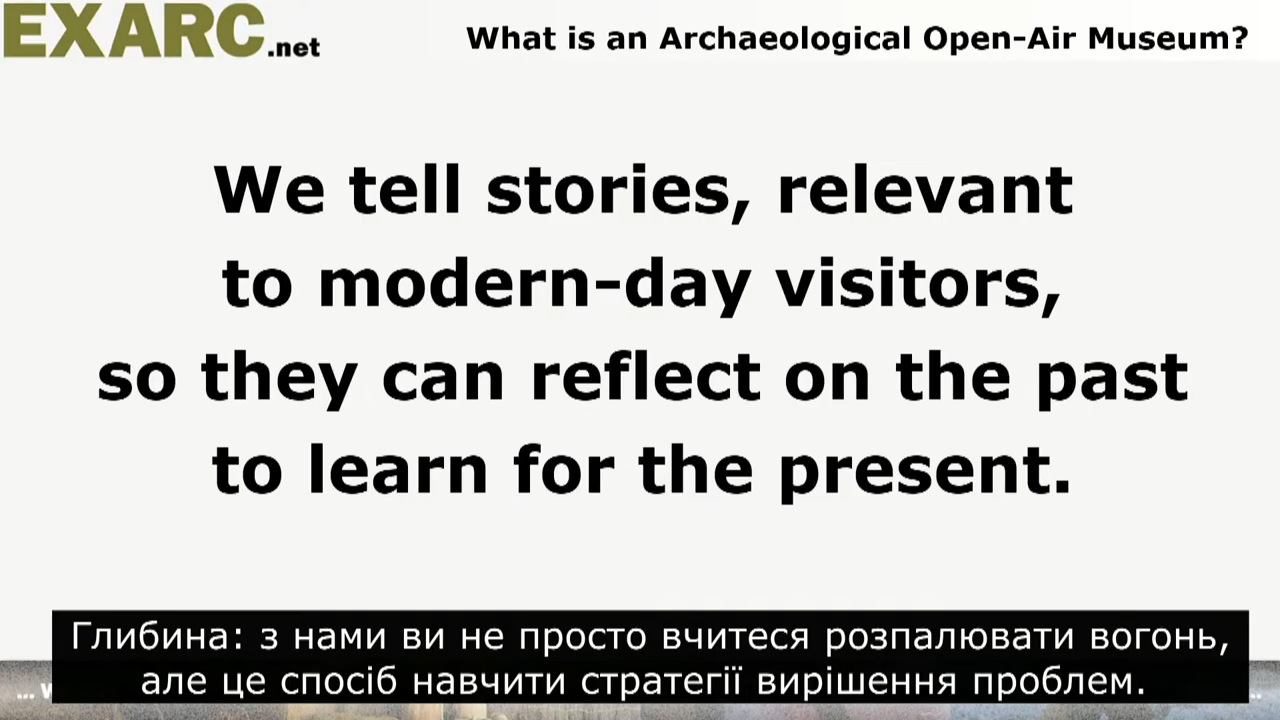 EXARC.net
What is an Archaeological Open-Air Museum?
We tell stories, relevant
to modern-day visitors,
so they can reflect on the past
to learn for the present.
Глибина: з нами ви не просто вчитеся розпалювати вогонь,
але це спосіб навчити стратегії вирішення проблем.